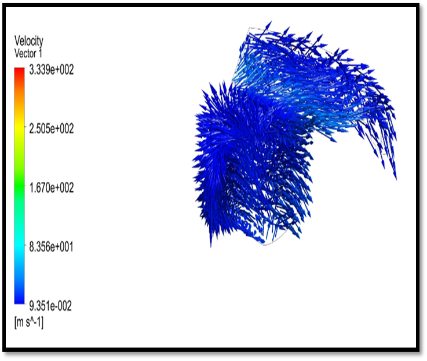 Velocity
Vector 1
3.339e+002
2.505e+002
1.670e+002
8.356e+001
9.351e-002
[m s^-1]